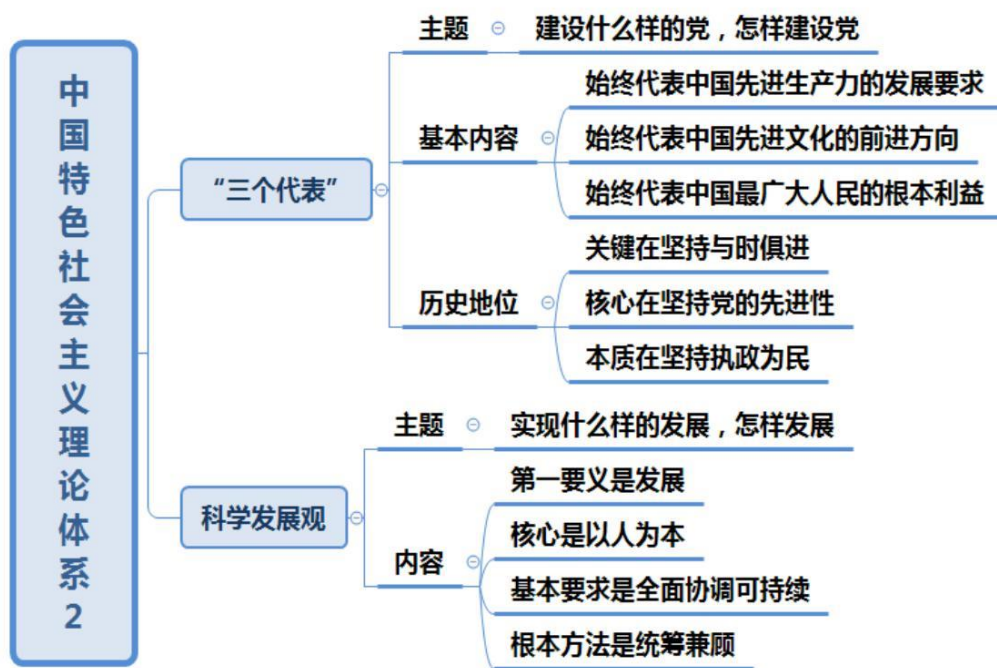 中国特色社会主义理论体系2
“三个代表”
主题
建设什么样的党，怎样建设党
基本内容
始终代表中国先进生产力的发展要求
始终代表中国先进文化的前进方向
始终代表中国最广大人民的根本利益
历史地位
关键在坚持与时俱进
核心在坚持党的先进性
本质在坚持执政为民
科学发展观
主题
实现什么样的发展，怎样发展
内容
第一要义是发展
核心是以人为本
基本要求是全面协调可持续
根本方法是统筹兼顾